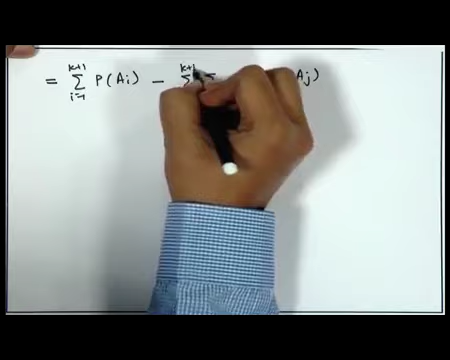 = k+1 Σ i=1 P(Ai) − k+1 Σ Σ Aj)